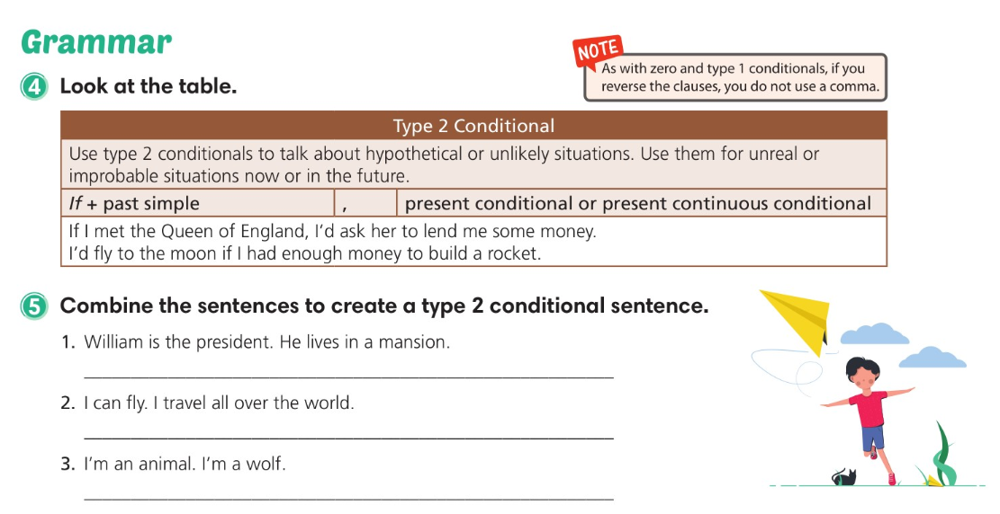 Grammar
NOTE
As with zero and type 1 conditionals, if you
reverse the clauses, you do not use a comma.
4 Look at the table.
Type 2 Conditional
Use type 2 conditionals to talk about hypothetical or unlikely situations. Use them for unreal or
improbable situations now or in the future.
If + past simple , present conditional or present continuous conditional
If I met the Queen of England, I’d ask her to lend me some money.
I’d fly to the moon if I had enough money to build a rocket.
5 Combine the sentences to create a type 2 conditional sentence.
1. William is the president. He lives in a mansion.
2. I can fly. I travel all over the world.
3. I’m an animal. I’m a wolf.